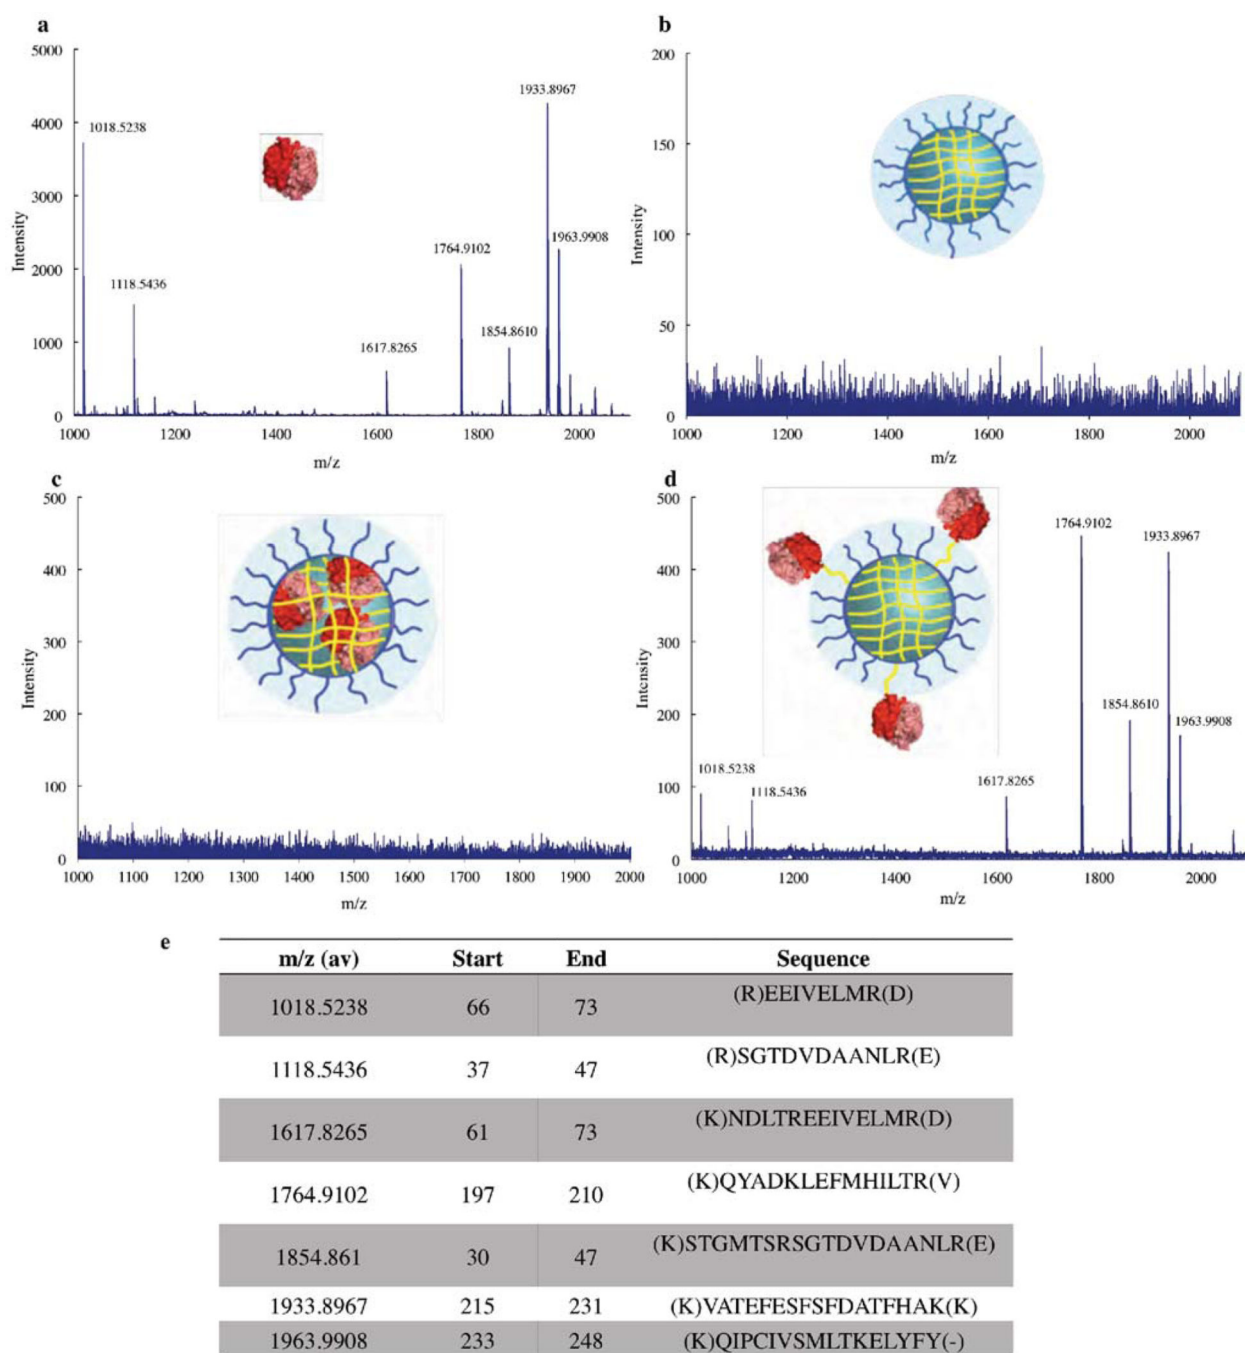 a
5000
4000
3000
2000
1000
0
Intensity
1018.5238
1118.5436
1617.8265
1764.9102
1854.8610
1933.8967
1963.9908
1000 1200 1400 1600 1800 2000
m/z
b
200
150
100
50
0
Intensity
1000 1200 1400 1600 1800 2000
m/z
c
500
400
300
200
100
0
Intensity
1000 1100 1200 1300 1400 1500 1600 1700 1800 1900 2000
m/z
d
500
400
300
200
100
0
Intensity
1018.5238
1118.5436
1617.8265
1764.9102
1854.8610
1933.8967
1963.9908
1000 1200 1400 1600 1800 2000
m/z
e
m/z (av) Start End Sequence
1018.5238 66 73 (R)EEIVELMR(D)
1118.5436 37 47 (R)SGTDVDAANLR(E)
1617.8265 61 73 (K)NDLTREEIVELMR(D)
1764.9102 197 210 (K)QYADKLEFMHILTR(V)
1854.861 30 47 (K)STGMTSRSGTDVDAANLR(E)
1933.8967 215 231 (K)VATEFESFSFDATFHAK(K)
1963.9908 233 248 (K)QIPCIVSMLTKELYFY(-)